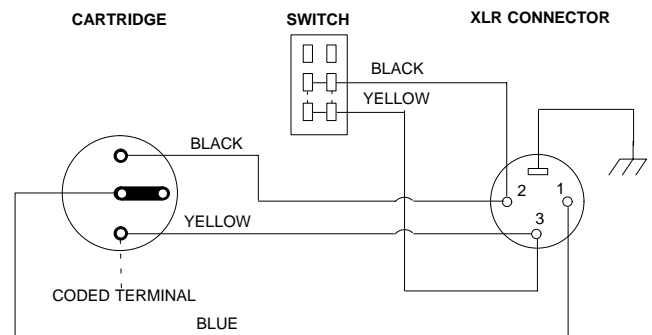 CARTRIDGE SWITCH XLR CONNECTOR
BLACK
YELLOW
BLACK
2 1
3
YELLOW
CODED TERMINAL
BLUE